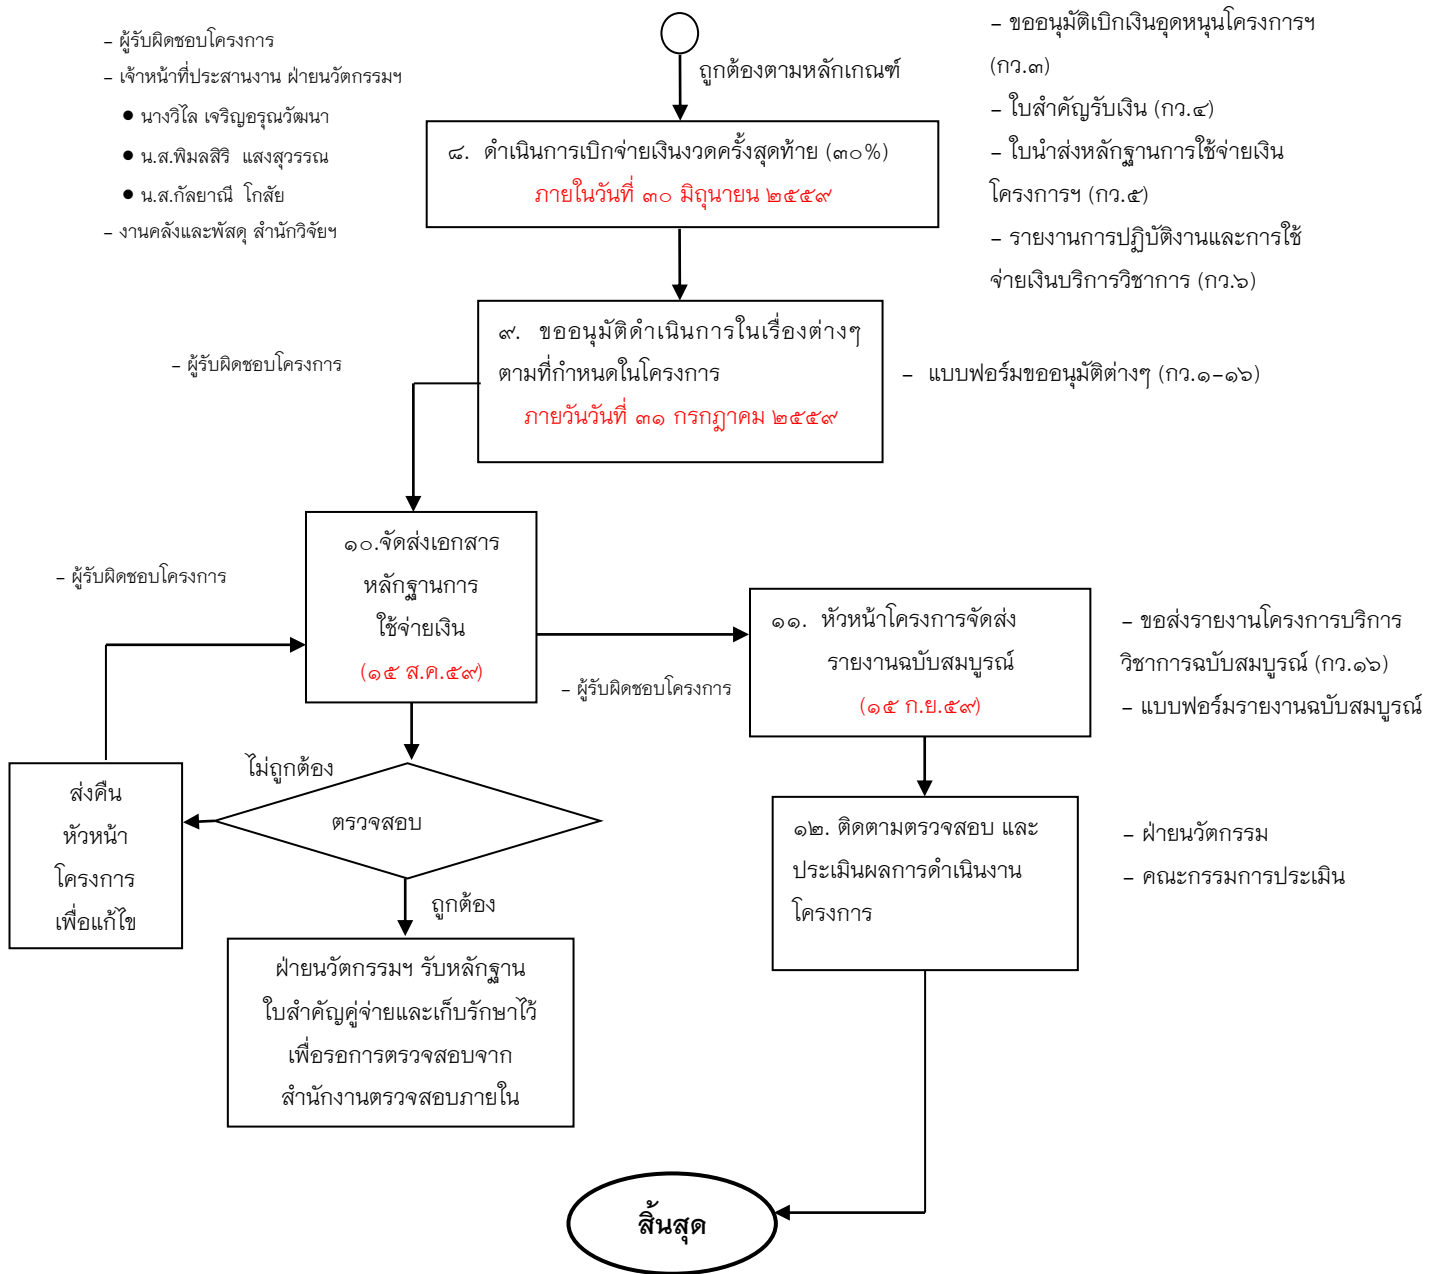 – ผู้รับผิดชอบโครงการ
– เจ้าหน้าที่ประสานงาน ฝ่ายนวัตกรรมฯ
● นางวิไล เจริญอรุณวัฒนา
● น.ส.พิมลสิริ แสงสุวรรณ
● น.ส.กัลยาณี โกสัย
– งานคลังและพัสดุ สำนักวิจัยฯ
ถูกต้องตามหลักเกณฑ์
๘. ดำเนินการเบิกจ่ายเงินงวดครั้งสุดท้าย (๓๐%)
ภายในวันที่ ๓๐ มิถุนายน ๒๕๕๙
– ขออนุมัติเบิกเงินอุดหนุนโครงการฯ
(กว.๓)
– ใบสำคัญรับเงิน (กว.๔)
– ใบนำส่งหลักฐานการใช้จ่ายเงิน
โครงการฯ (กว.๕)
– รายงานการปฏิบัติงานและการใช้
จ่ายเงินบริการวิชาการ (กว.๖)
– ผู้รับผิดชอบโครงการ
๙. ขออนุมัติดำเนินการในเรื่องต่างๆ
ตามที่กำหนดในโครงการ
ภายวันวันที่ ๓๑ กรกฎาคม ๒๕๕๙
– แบบฟอร์มขออนุมัติต่างๆ (กว.๑–๑๖)
– ผู้รับผิดชอบโครงการ
๑๐.จัดส่งเอกสาร
หลักฐานการ
ใช้จ่ายเงิน
(๑๕ ส.ค.๕๙)
– ผู้รับผิดชอบโครงการ
๑๑. หัวหน้าโครงการจัดส่ง
รายงานฉบับสมบูรณ์
(๑๕ ก.ย.๕๙)
– ขอส่งรายงานโครงการบริการ
วิชาการฉบับสมบูรณ์ (กว.๑๖)
– แบบฟอร์มรายงานฉบับสมบูรณ์
ไม่ถูกต้อง
ส่งคืน
หัวหน้า
โครงการ
เพื่อแก้ไข
ตรวจสอบ
ถูกต้อง
๑๒. ติดตามตรวจสอบ และ
ประเมินผลการดำเนินงาน
โครงการ
– ฝ่ายนวัตกรรม
– คณะกรรมการประเมิน
ฝ่ายนวัตกรรมฯ รับหลักฐาน
ใบสำคัญคู่จ่ายและเก็บรักษาไว้
เพื่อรอการตรวจสอบจาก
สำนักงานตรวจสอบภายใน
สิ้นสุด